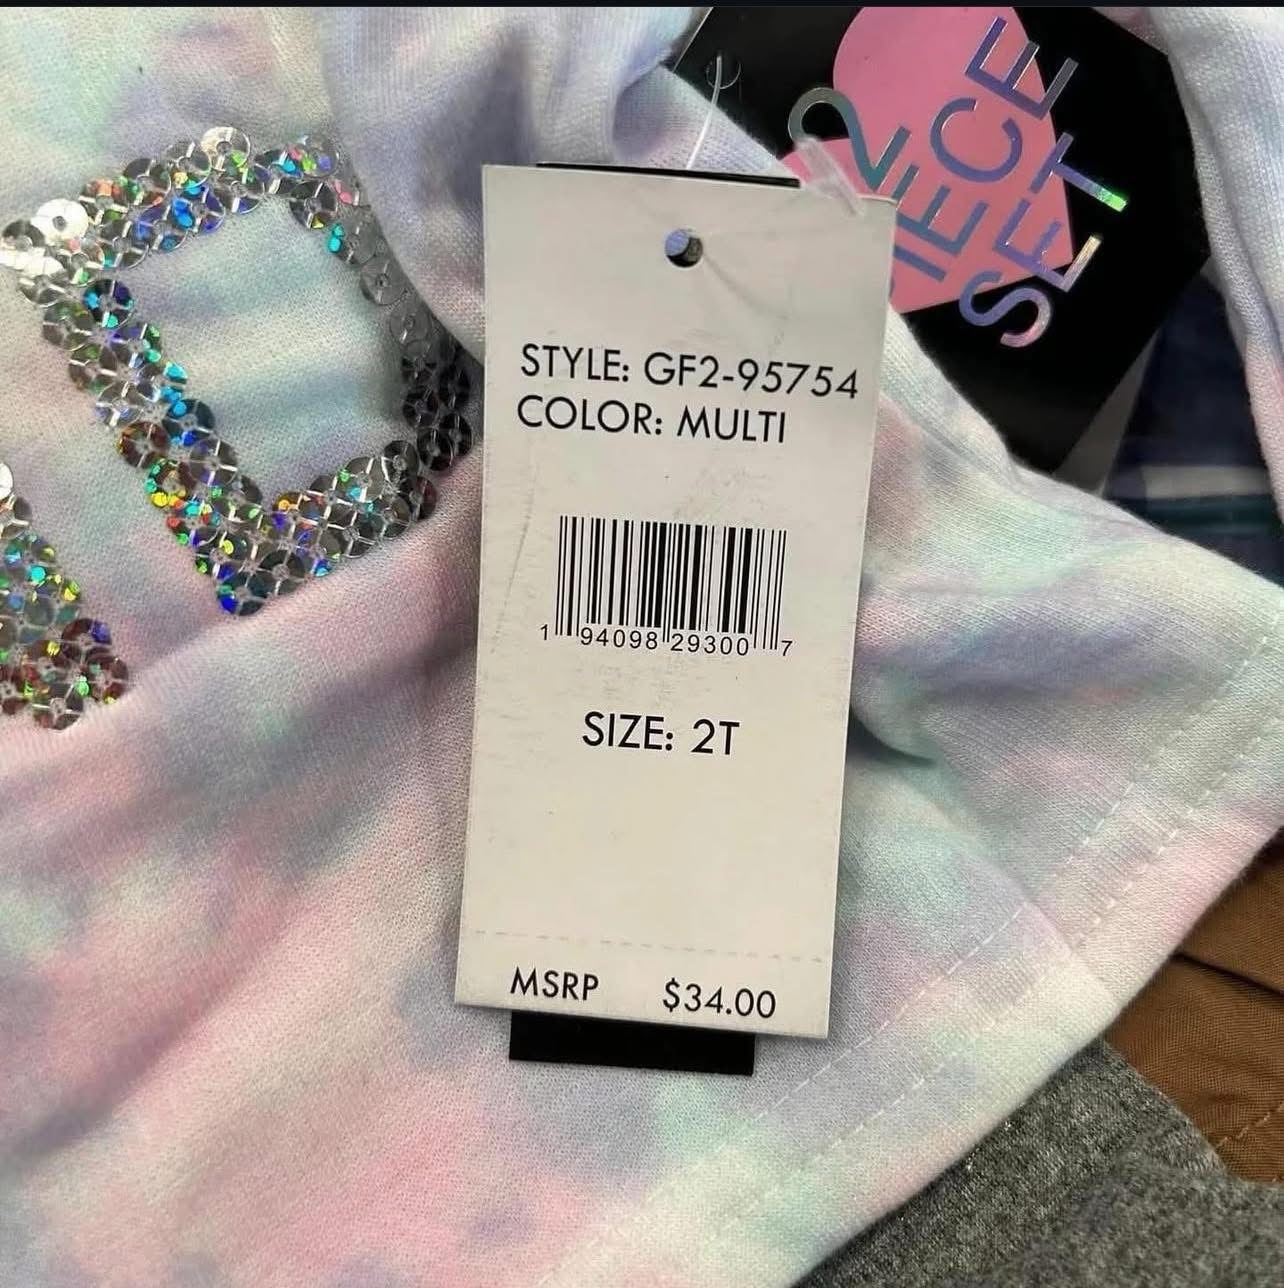 2
PIECE
SET
STYLE: GF2-95754
COLOR: MULTI
1 94098 29300 7
SIZE: 2T
MSRP $34.00